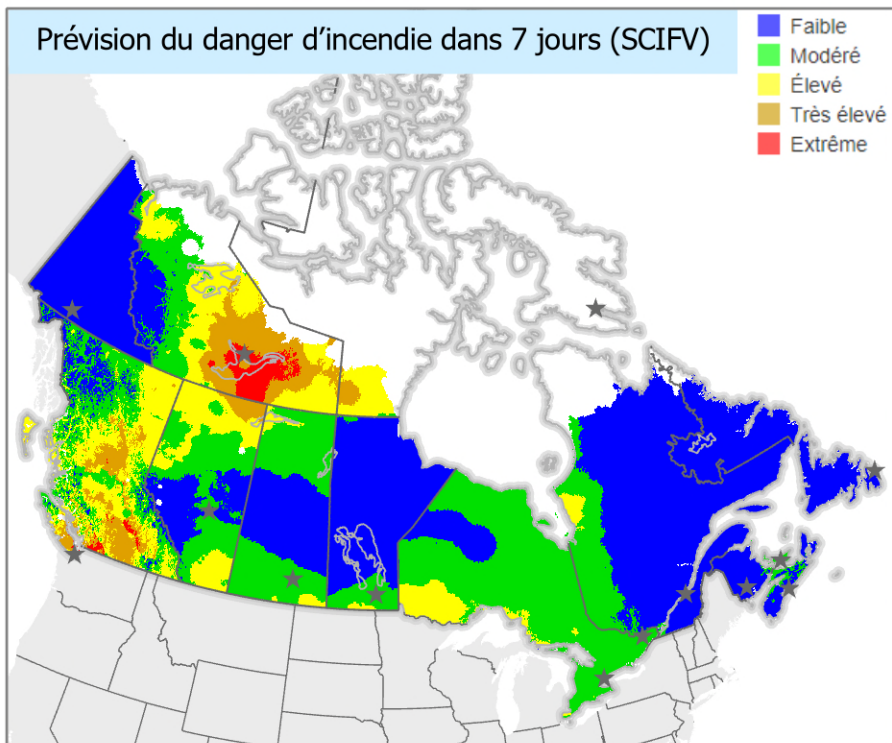 Prévision du danger d'incendie dans 7 jours (SCIFV)
Faible
Modéré
Élevé
Très élevé
Extrême